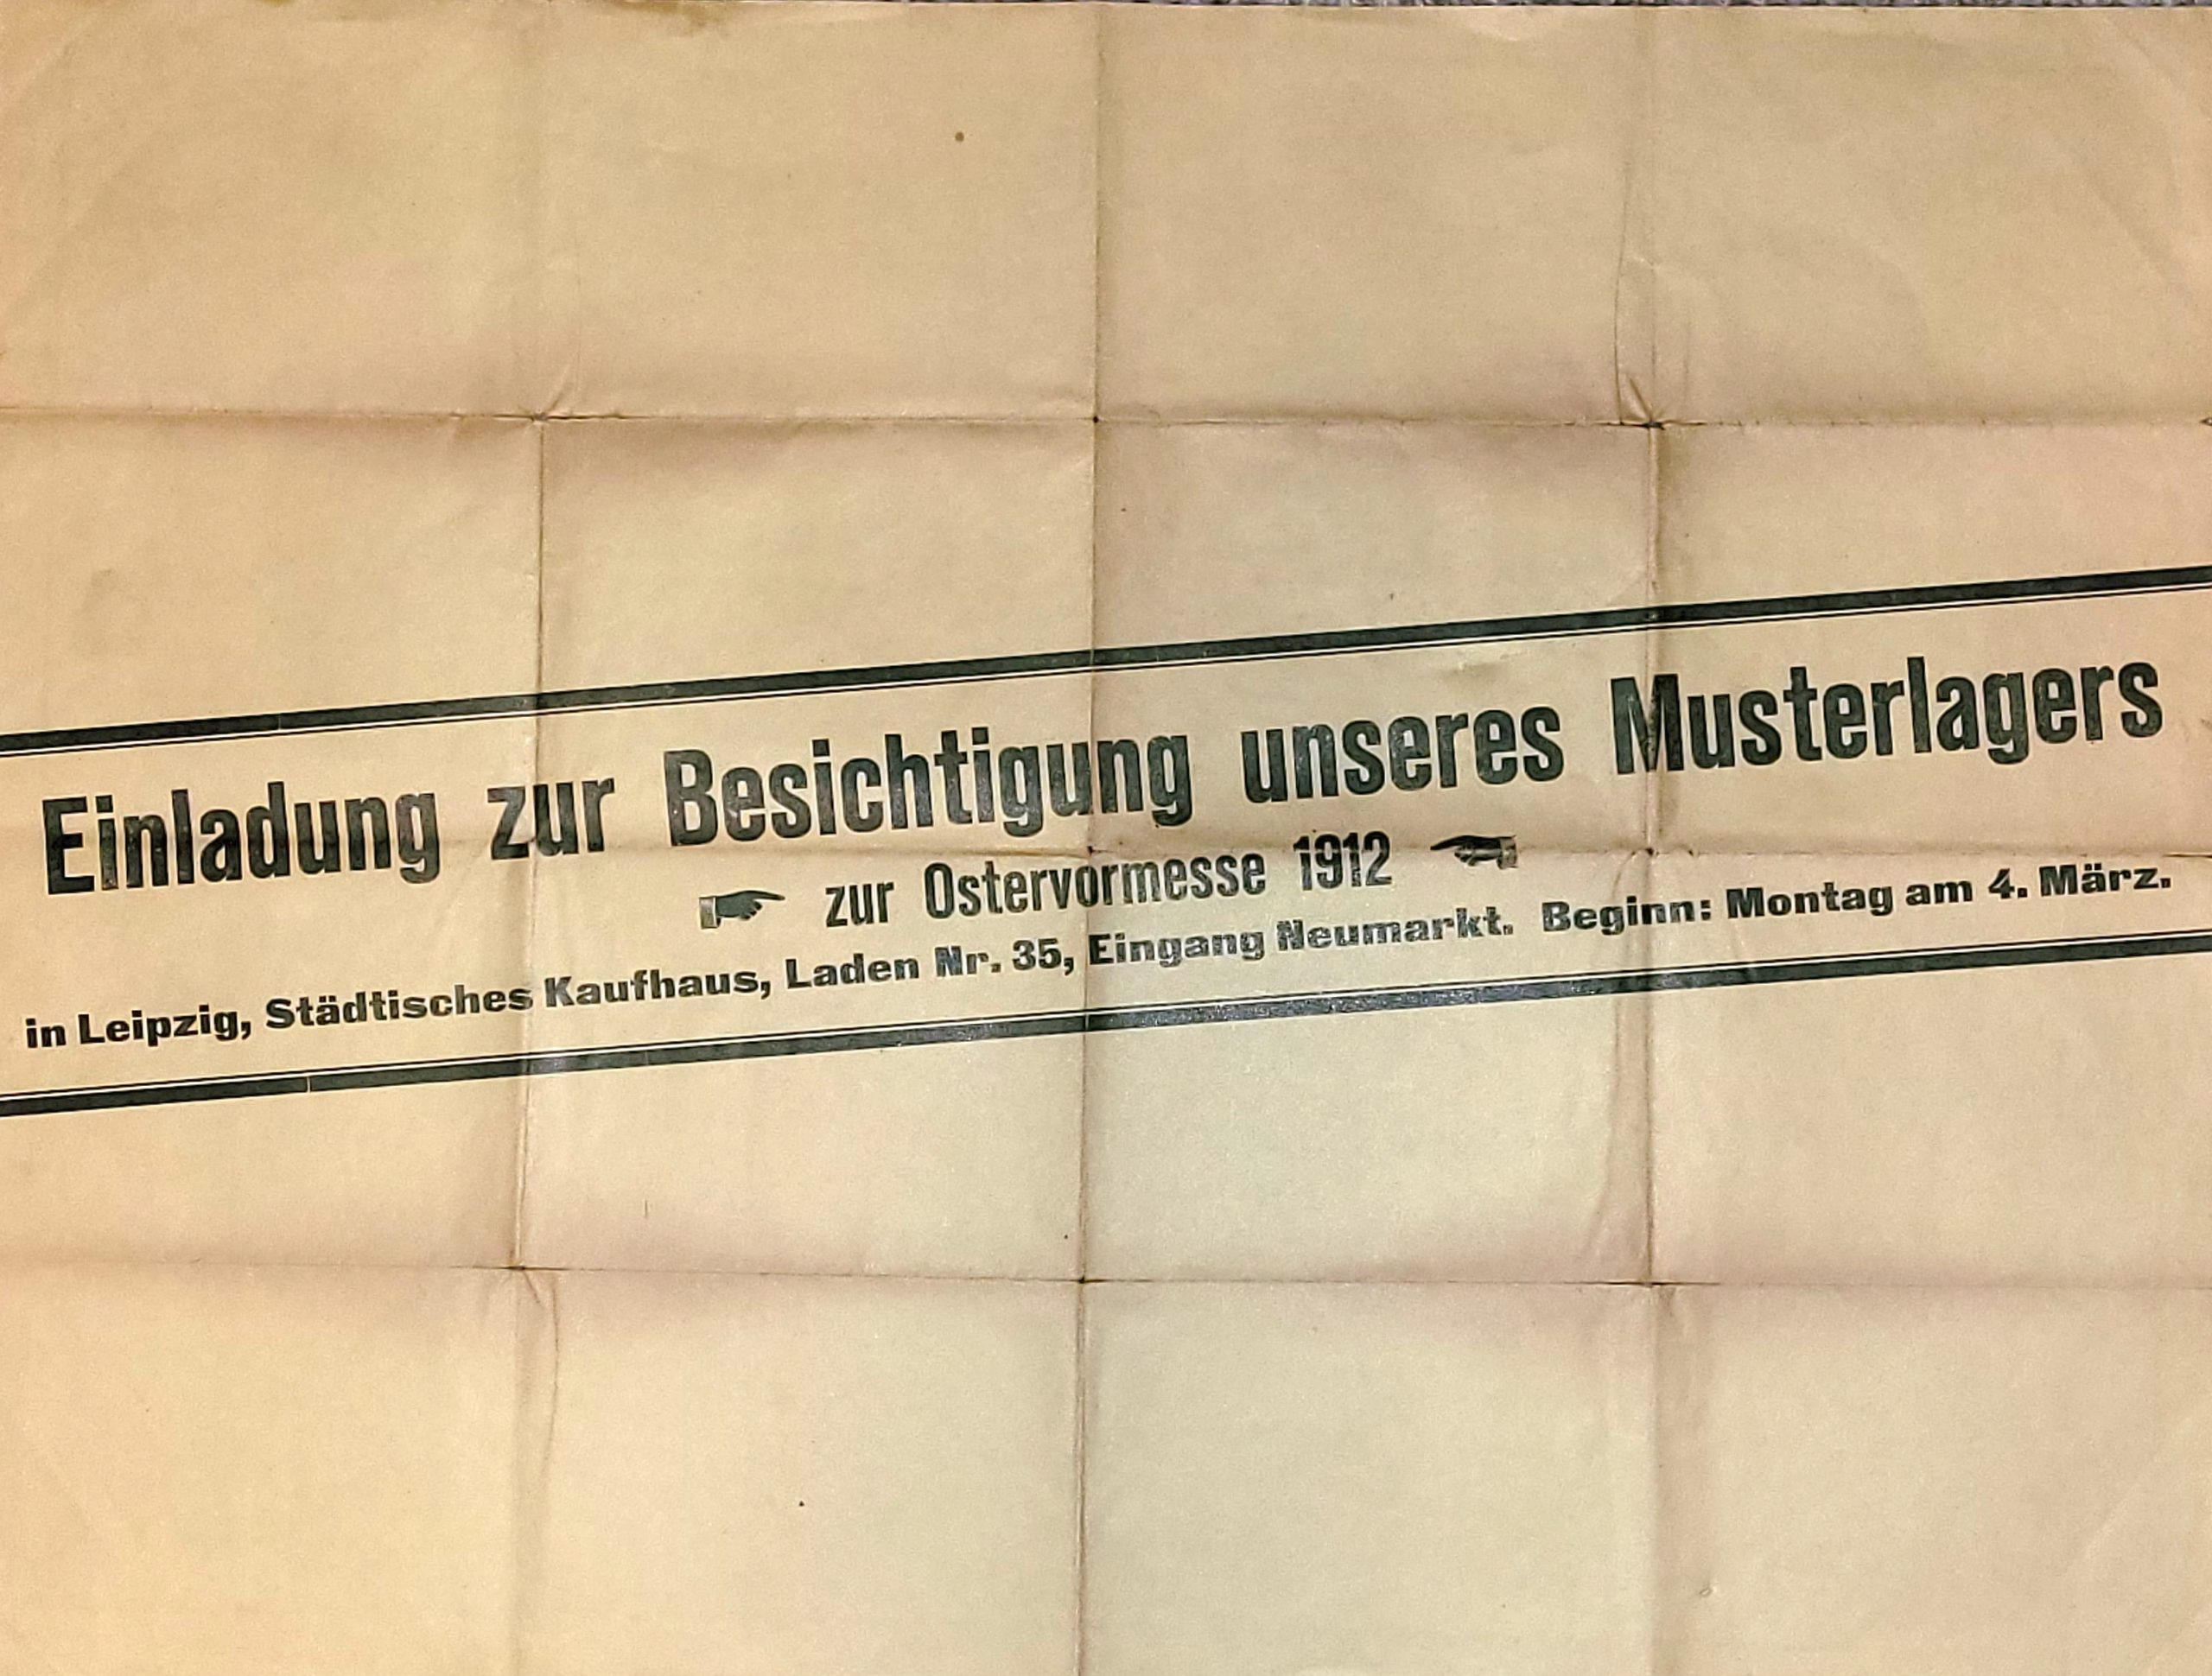 Einladung zur Besichtigung unseres Musterlagers
zur Ostervormesse 1912
in Leipzig, Städtisches Kaufhaus, Laden Nr. 35, Eingang Neumarkt. Beginn: Montag am 4. März.